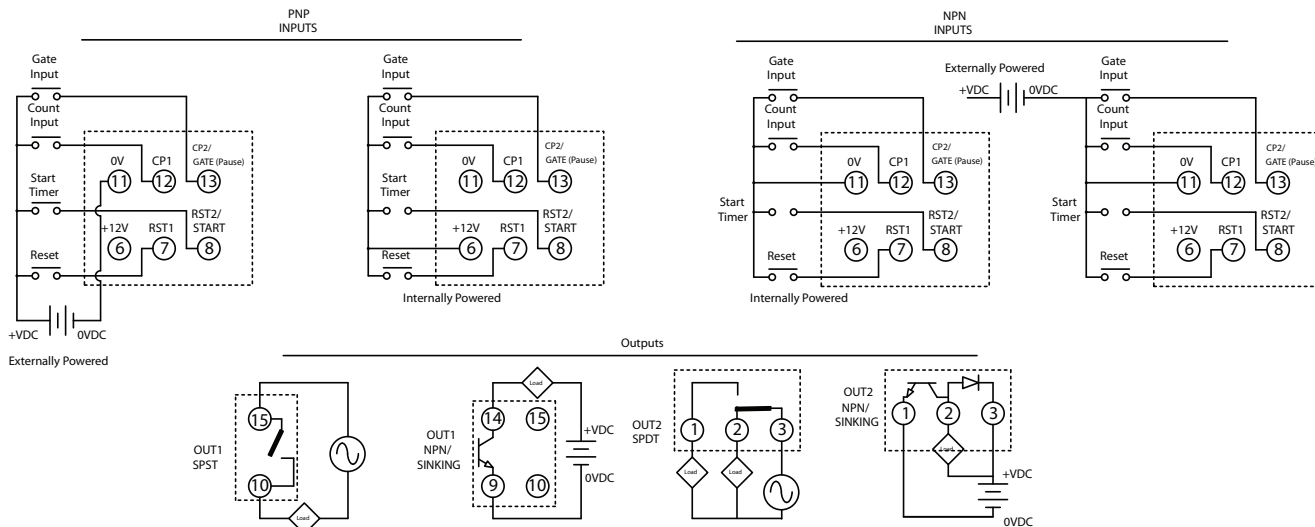 PNP
INPUTS
Gate
Input
Count
Input
0V
CP1
CP2/
GATE (Pause)
11
12
13
Start
Timer
+12V
RST1
RST2/
START
6
7
8
Reset
+VDC
0VDC
Externally Powered
Gate
Input
Count
Input
0V
CP1
CP2/
GATE (Pause)
11
12
13
Start
Timer
+12V
RST1
RST2/
START
6
7
8
Reset
Internally Powered
NPN
INPUTS
Gate
Input
Count
Input
0V
CP1
CP2/
GATE (Pause)
11
12
13
Start
Timer
+12V
RST1
RST2/
START
6
7
8
Reset
Internally Powered
Externally Powered
+VDC
0VDC
Gate
Input
Count
Input
0V
CP1
CP2/
GATE (Pause)
11
12
13
Start
Timer
+12V
RST1
RST2/
START
6
7
8
Reset
Outputs
OUT1
SPST
15
10
Load
OUT1
NPN/
SINKING
Load
14
15
9
10
+VDC
0VDC
OUT2
SPDT
1
2
3
Load
Load
OUT2
NPN/
SINKING
1
2
3
Load
+VDC
0VDC